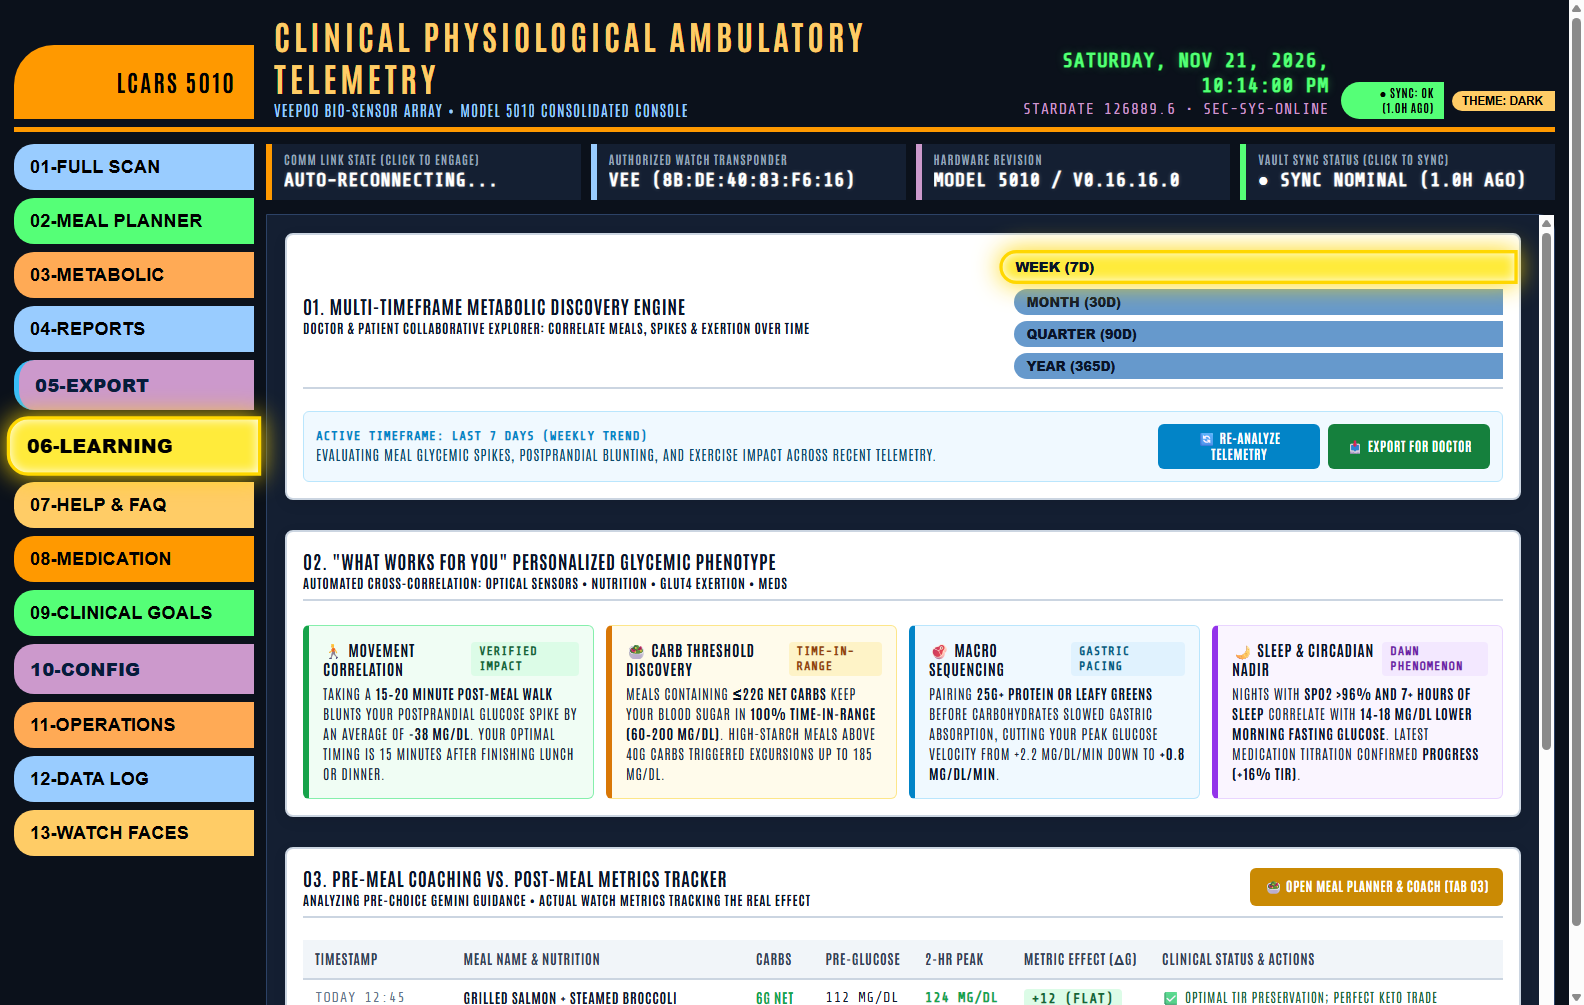 LCARS 5010
CLINICAL PHYSIOLOGICAL AMBULATORY
TELEMETRY
VEEPOO BIO-SENSOR ARRAY • MODEL 5010 CONSOLIDATED CONSOLE
SATURDAY, NOV 21, 2026,
10:14:00 PM
STARDATE 126889.6 · SEC-SYS-ONLINE
● SYNC: OK
(1.0H AGO)
THEME: DARK
01-FULL SCAN
02-MEAL PLANNER
03-METABOLIC
04-REPORTS
05-EXPORT
06-LEARNING
07-HELP & FAQ
08-MEDICATION
09-CLINICAL GOALS
10-CONFIG
11-OPERATIONS
12-DATA LOG
13-WATCH FACES
COMM LINK STATE (CLICK TO ENGAGE)
AUTO-RECONNECTING...
AUTHORIZED WATCH TRANSPONDER
VEE (8B:DE:40:83:F6:16)
HARDWARE REVISION
MODEL 5010 / V0.16.16.0
VAULT SYNC STATUS (CLICK TO SYNC)
● SYNC NOMINAL (1.0H AGO)
01. MULTI-TIMEFRAME METABOLIC DISCOVERY ENGINE
DOCTOR & PATIENT COLLABORATIVE EXPLORER: CORRELATE MEALS, SPIKES & EXERTION OVER TIME
WEEK (7D)
MONTH (30D)
QUARTER (90D)
YEAR (365D)
ACTIVE TIMEFRAME: LAST 7 DAYS (WEEKLY TREND)
EVALUATING MEAL GLYCEMIC SPIKES, POSTPRANDIAL BLUNTING, AND EXERCISE IMPACT ACROSS RECENT TELEMETRY.
🔄 RE-ANALYZE
TELEMETRY
📤 EXPORT FOR DOCTOR
02. "WHAT WORKS FOR YOU" PERSONALIZED GLYCEMIC PHENOTYPE
AUTOMATED CROSS-CORRELATION: OPTICAL SENSORS • NUTRITION • GLUT4 EXERTION • MEDS
🚶 MOVEMENT
CORRELATION
VERIFIED
IMPACT
TAKING A 15-20 MINUTE POST-MEAL WALK
BLUNTS YOUR POSTPRANDIAL GLUCOSE SPIKE BY
AN AVERAGE OF -38 MG/DL. YOUR OPTIMAL
TIMING IS 15 MINUTES AFTER FINISHING LUNCH
OR DINNER.
🥗 CARB THRESHOLD
DISCOVERY
TIME-IN-
RANGE
MEALS CONTAINING ≤22G NET CARBS KEEP
YOUR BLOOD SUGAR IN 100% TIME-IN-RANGE
(60-200 MG/DL). HIGH-STARCH MEALS ABOVE
40G CARBS TRIGGERED EXCURSIONS UP TO 185
MG/DL.
🥩 MACRO
SEQUENCING
GASTRIC
PACING
PAIRING 25G+ PROTEIN OR LEAFY GREENS
BEFORE CARBOHYDRATES SLOWED GASTRIC
ABSORPTION, CUTTING YOUR PEAK GLUCOSE
VELOCITY FROM +2.2 MG/DL/MIN DOWN TO +0.8
MG/DL/MIN.
🌙 SLEEP & CIRCADIAN
NADIR
DAWN
PHENOMENON
NIGHTS WITH SPO2 >96% AND 7+ HOURS OF
SLEEP CORRELATE WITH 14-18 MG/DL LOWER
MORNING FASTING GLUCOSE. LATEST
MEDICATION TITRATION CONFIRMED PROGRESS
(+16% TIR).
03. PRE-MEAL COACHING VS. POST-MEAL METRICS TRACKER
ANALYZING PRE-CHOICE GEMINI GUIDANCE • ACTUAL WATCH METRICS TRACKING THE REAL EFFECT
🥗 OPEN MEAL PLANNER & COACH (TAB 03)
TIMESTAMP MEAL NAME & NUTRITION CARBS PRE-GLUCOSE 2-HR PEAK METRIC EFFECT (ΔG) CLINICAL STATUS & ACTIONS
TODAY 12:45 GRILLED SALMON + STEAMED BROCCOLI 6G NET 112 MG/DL 124 MG/DL +12 (FLAT) ✅ OPTIMAL TIR PRESERVATION; PERFECT KETO TRADE